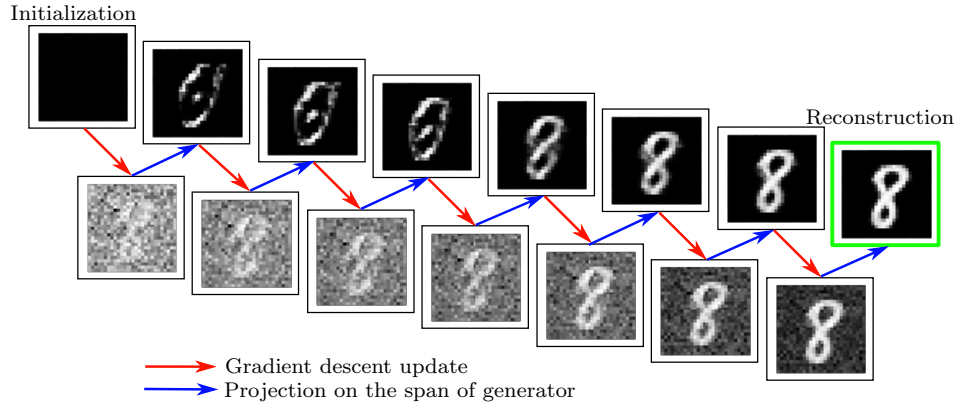 Initialization
Reconstruction
Gradient descent update
Projection on the span of generator